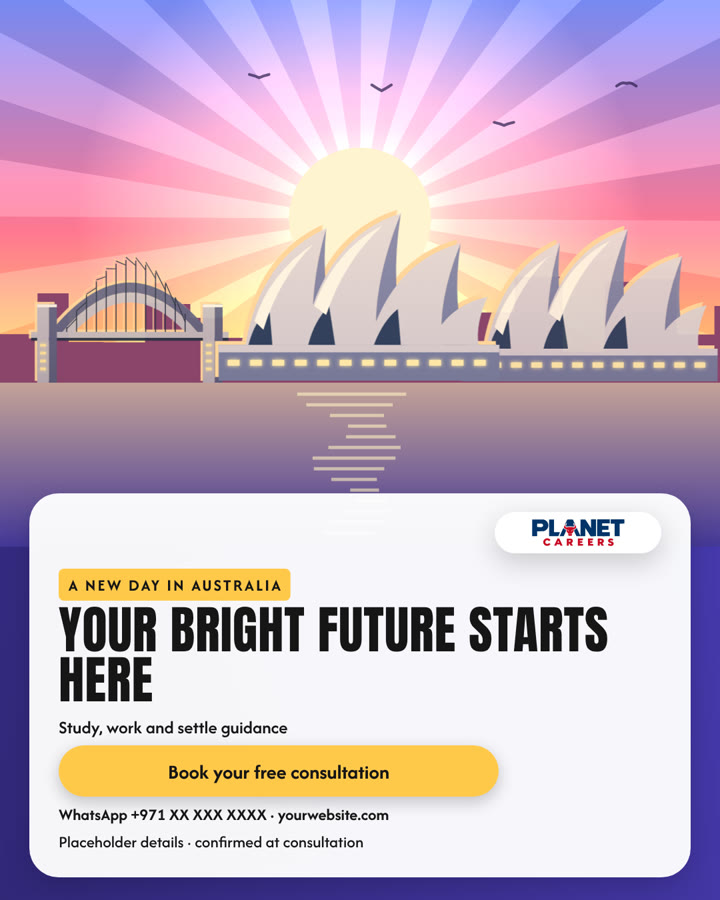 PLANET
CAREERS
A NEW DAY IN AUSTRALIA
YOUR BRIGHT FUTURE STARTS
HERE
Study, work and settle guidance
Book your free consultation
WhatsApp +971 XX XXX XXXX · yourwebsite.com
Placeholder details · confirmed at consultation